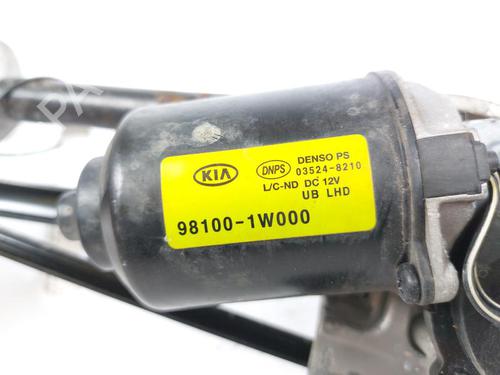 KIA
DNPS
DENSO PS
03524-8210
L/C-ND DC 12V
UB LHD
98100-1W000